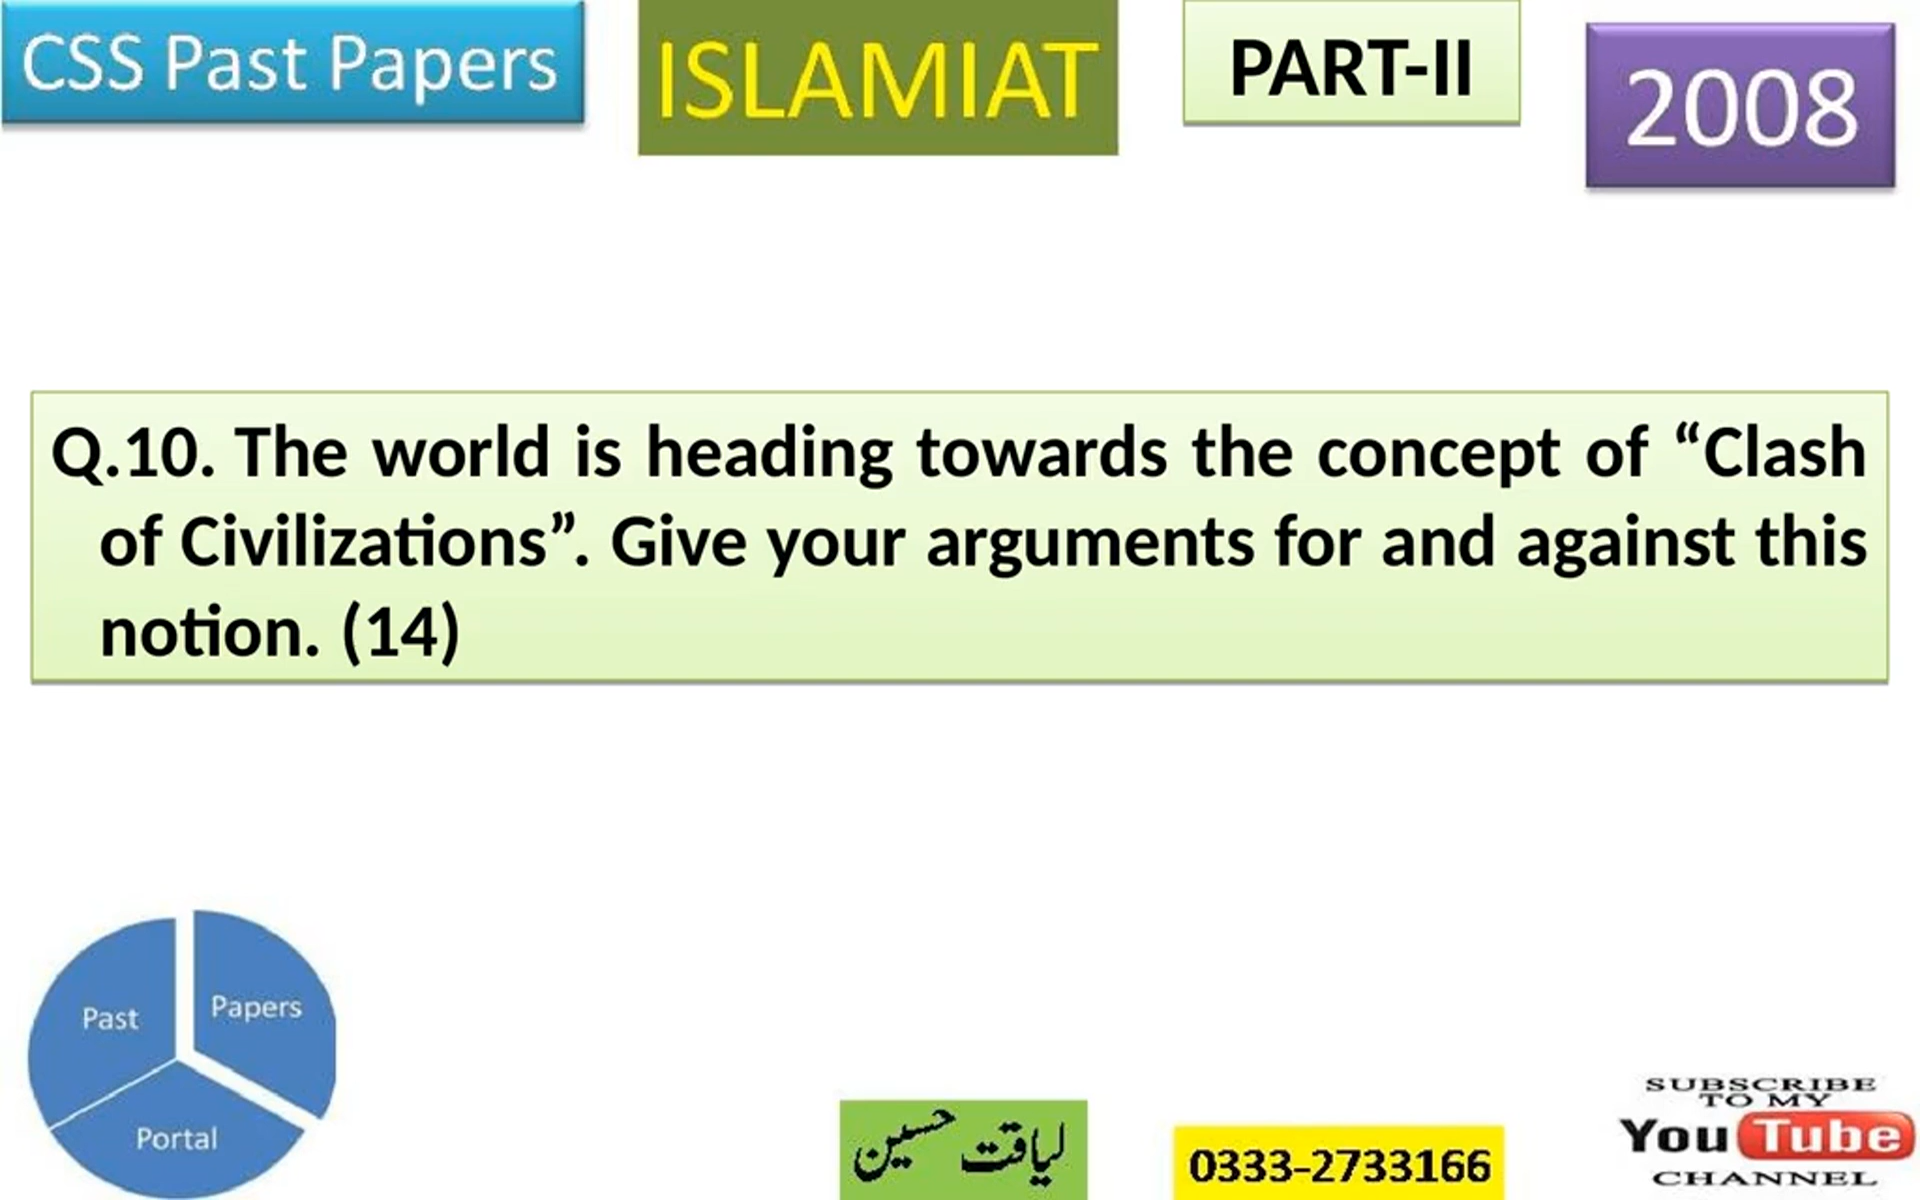 CSS Past Papers
ISLAMIAT
PART-II
2008
Q.10. The world is heading towards the concept of “Clash
of Civilizations”. Give your arguments for and against this
notion. (14)
Past
Papers
Portal
لیاقت حسین
0333-2733166
SUBSCRIBE
TO MY
YouTube
CHANNEL